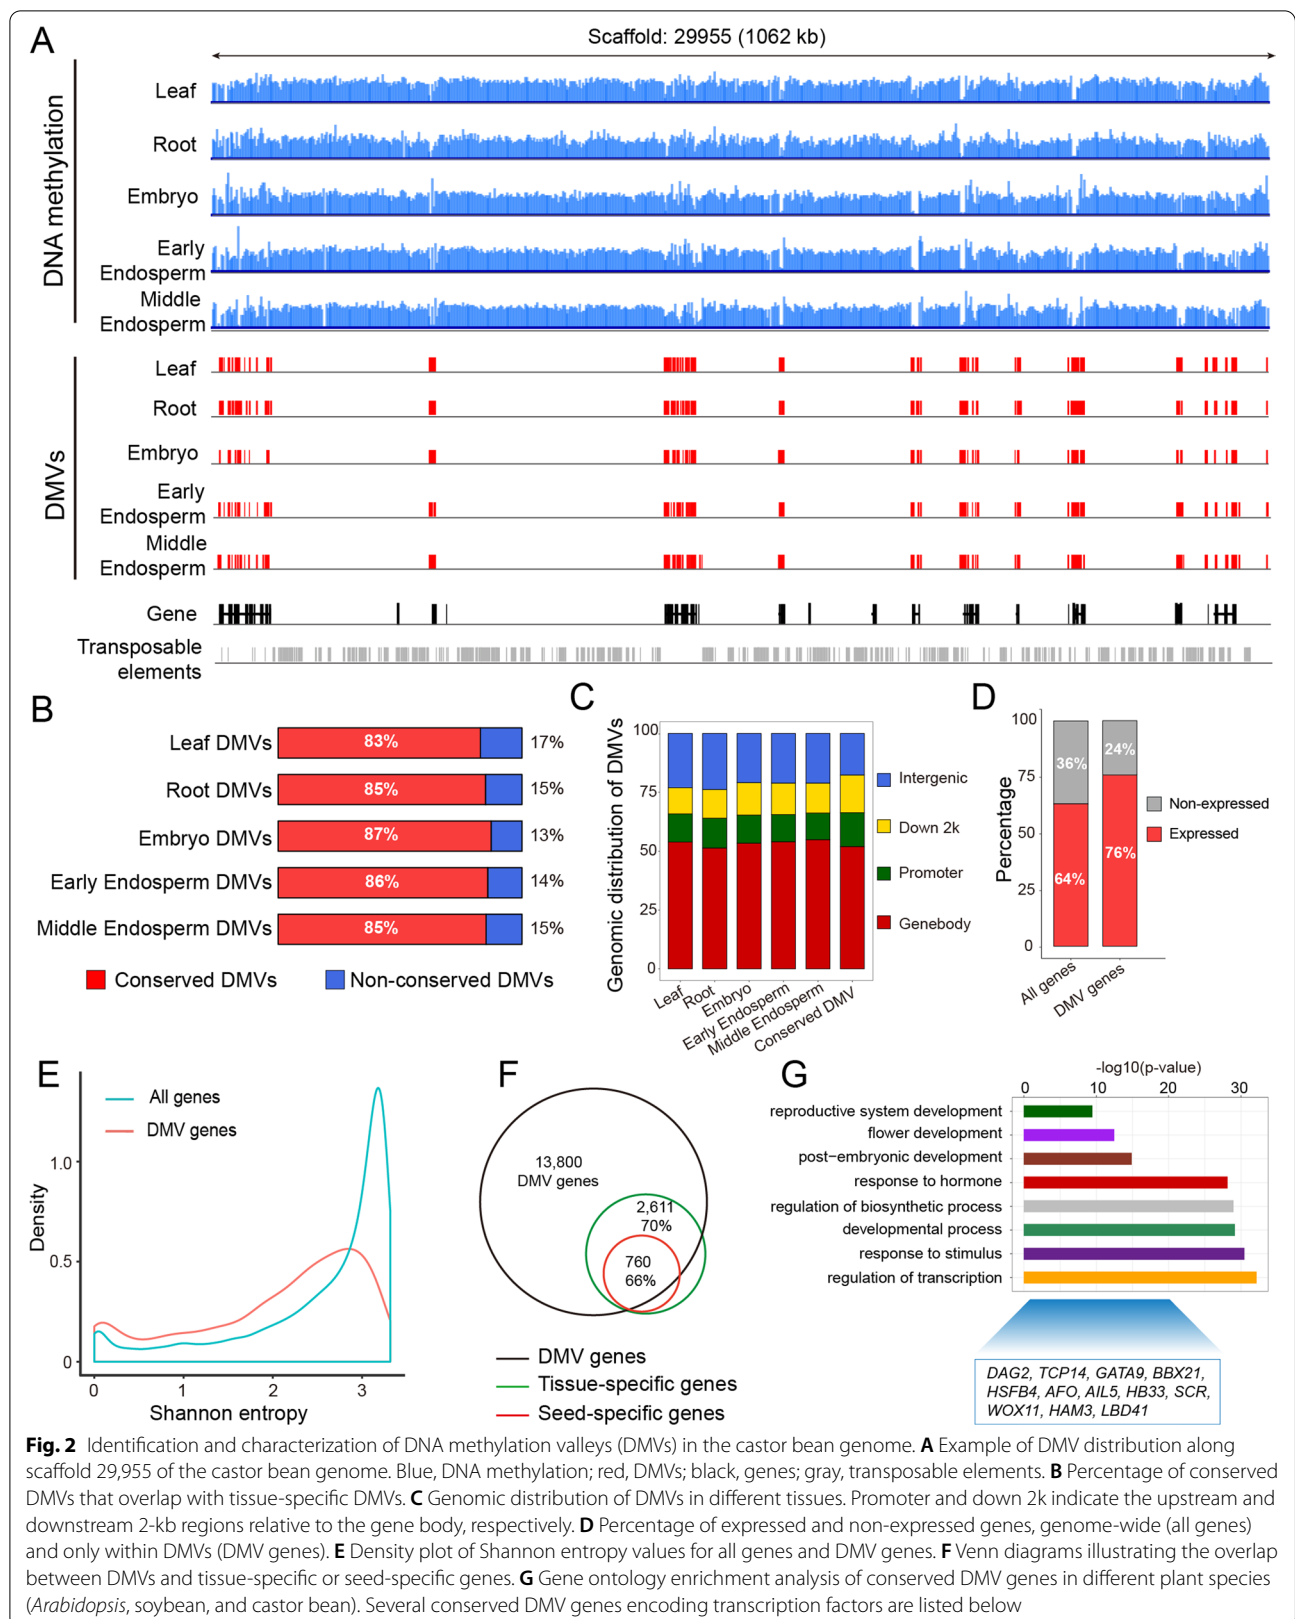 A
Scaffold: 29955 (1062 kb)
DNA methylation
Leaf
Root
Embryo
Early
Endosperm
Middle
Endosperm
DMVs
Leaf
Root
Embryo
Early
Endosperm
Middle
Endosperm
Gene
Transposable
elements
B
Leaf DMVs 83% 17%
Root DMVs 85% 15%
Embryo DMVs 87% 13%
Early Endosperm DMVs 86% 14%
Middle Endosperm DMVs 85% 15%
Conserved DMVs Non-conserved DMVs
C
Genomic distribution of DMVs
100
75
50
25
0
Leaf
Root
Embryo
Early Endosperm
Middle Endosperm
Conserved DMV
Intergenic
Down 2k
Promoter
Genebody
D
Percentage
100
75
50
25
0
36%
24%
64%
76%
All genes
DMV genes
Non-expressed
Expressed
E
All genes
DMV genes
Density
1.0
0.5
0
0 1 2 3
Shannon entropy
F
13,800
DMV genes
2,611
70%
760
66%
DMV genes
Tissue-specific genes
Seed-specific genes
G
-log10(p-value)
0 10 20 30
reproductive system development
flower development
post−embryonic development
response to hormone
regulation of biosynthetic process
developmental process
response to stimulus
regulation of transcription
DAG2, TCP14, GATA9, BBX21,
HSFB4, AFO, AIL5, HB33, SCR,
WOX11, HAM3, LBD41
Fig. 2 Identification and characterization of DNA methylation valleys (DMVs) in the castor bean genome. A Example of DMV distribution along
scaffold 29,955 of the castor bean genome. Blue, DNA methylation; red, DMVs; black, genes; gray, transposable elements. B Percentage of conserved
DMVs that overlap with tissue-specific DMVs. C Genomic distribution of DMVs in different tissues. Promoter and down 2k indicate the upstream and
downstream 2-kb regions relative to the gene body, respectively. D Percentage of expressed and non-expressed genes, genome-wide (all genes)
and only within DMVs (DMV genes). E Density plot of Shannon entropy values for all genes and DMV genes. F Venn diagrams illustrating the overlap
between DMVs and tissue-specific or seed-specific genes. G Gene ontology enrichment analysis of conserved DMV genes in different plant species
(Arabidopsis, soybean, and castor bean). Several conserved DMV genes encoding transcription factors are listed below